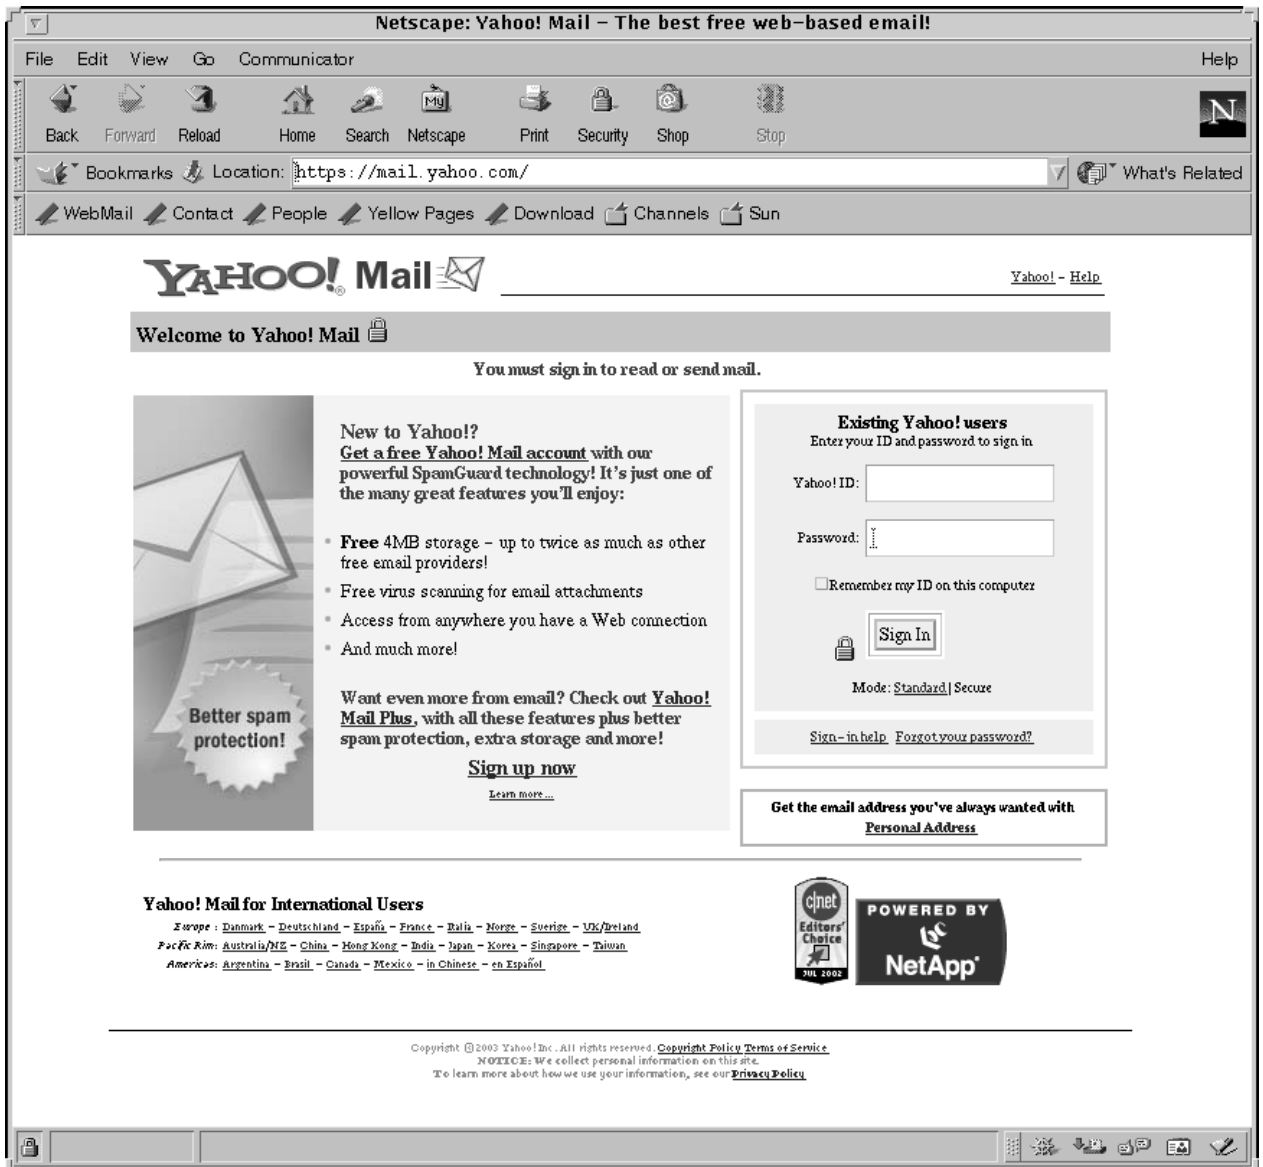 Netscape: Yahoo! Mail – The best free web-based email!
File Edit View Go Communicator Help
My N
Back Forward Reload Home Search Netscape Print Security Shop Stop
Bookmarks Location: https://mail.yahoo.com/ What's Related
WebMail Contact People Yellow Pages Download Channels Sun
YAHOO!® Mail
Yahoo! – Help
Welcome to Yahoo! Mail
You must sign in to read or send mail.
Better spam
protection!
New to Yahoo!?
Get a free Yahoo! Mail account with our
powerful SpamGuard technology! It's just one of
the many great features you'll enjoy:
Free 4MB storage – up to twice as much as other
free email providers!
Free virus scanning for email attachments
Access from anywhere you have a Web connection
And much more!
Want even more from email? Check out Yahoo!
Mail Plus, with all these features plus better
spam protection, extra storage and more!
Sign up now
Learn more ...
Existing Yahoo! users
Enter your ID and password to sign in
Yahoo! ID:
Password:
Remember my ID on this computer
Sign In
Mode: Standard | Secure
Sign-in help Forgot your password?
Get the email address you've always wanted with
Personal Address
Yahoo! Mail for International Users
Europe : Danmark – Deutschland – España – France – Italia – Norge – Sverige – UK/Ireland
Pacific Rim: Australia/NZ – China – Hong Kong – India – Japan – Korea – Singapore – Taiwan
Americas: Argentina – Brasil – Canada – Mexico – in Chinese – en Español
c|net
Editors'
Choice
JUL 2002
POWERED BY
NetApp
Copyright © 2003 Yahoo! Inc. All rights reserved. Copyright Policy Terms of Service
NOTICE: We collect personal information on this site.
To learn more about how we use your information, see our Privacy Policy